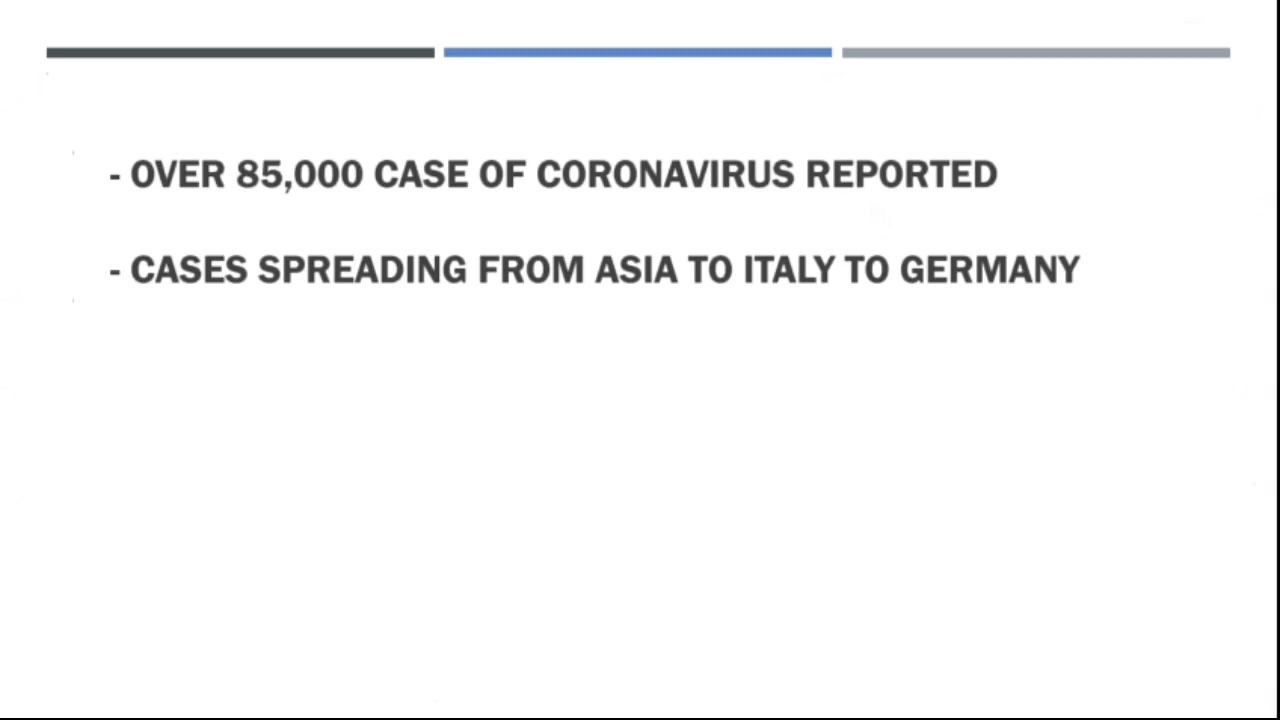 - OVER 85,000 CASE OF CORONAVIRUS REPORTED
- CASES SPREADING FROM ASIA TO ITALY TO GERMANY